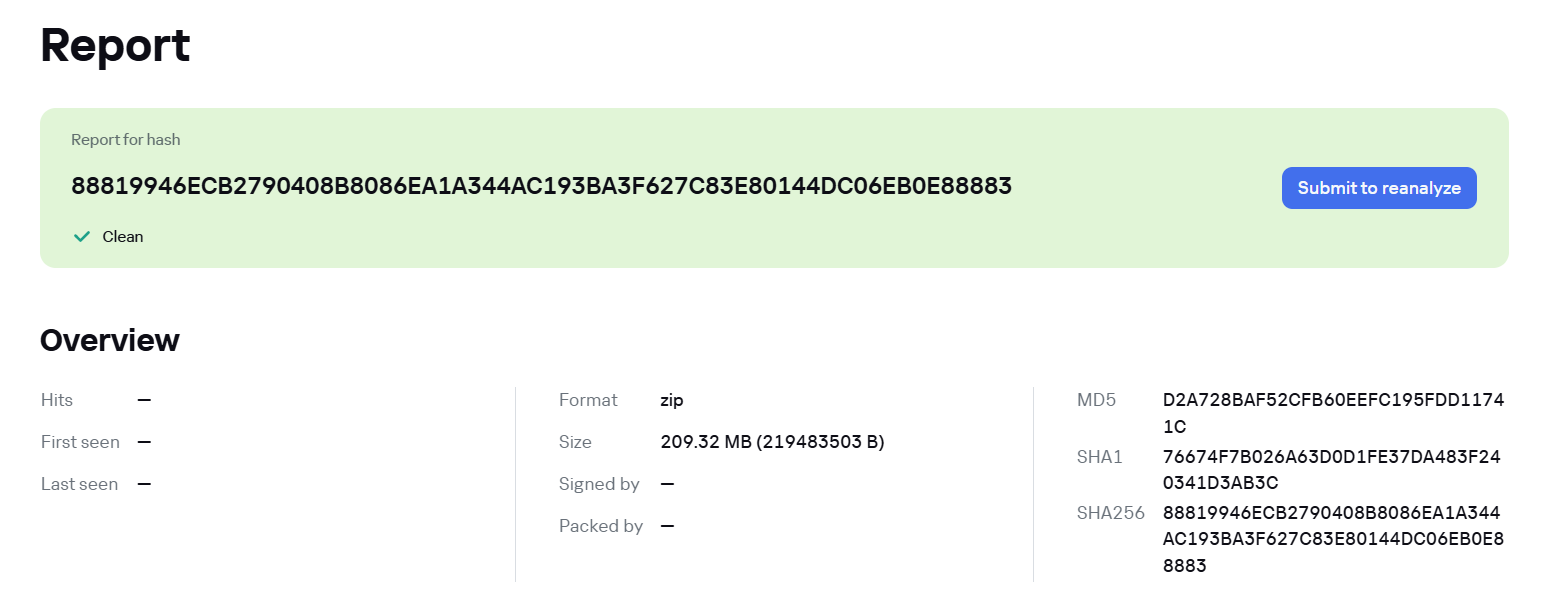 Report
Report for hash
88819946ECB2790408B8086EA1A344AC193BA3F627C83E80144DC06EB0E88883
Submit to reanalyze
Clean
Overview
Hits —
First seen —
Last seen —
Format zip
Size 209.32 MB (219483503 B)
Signed by —
Packed by —
MD5 D2A728BAF52CFB60EEFC195FDD1174
1C
SHA1 76674F7B026A63D0D1FE37DA483F24
0341D3AB3C
SHA256 88819946ECB2790408B8086EA1A344
AC193BA3F627C83E80144DC06EB0E8
8883